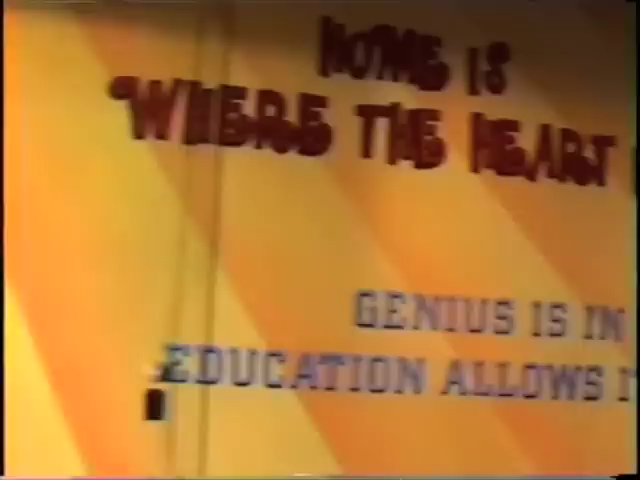 HOME IS
WHERE THE HEART
GENIUS IS IN
EDUCATION ALLOWS